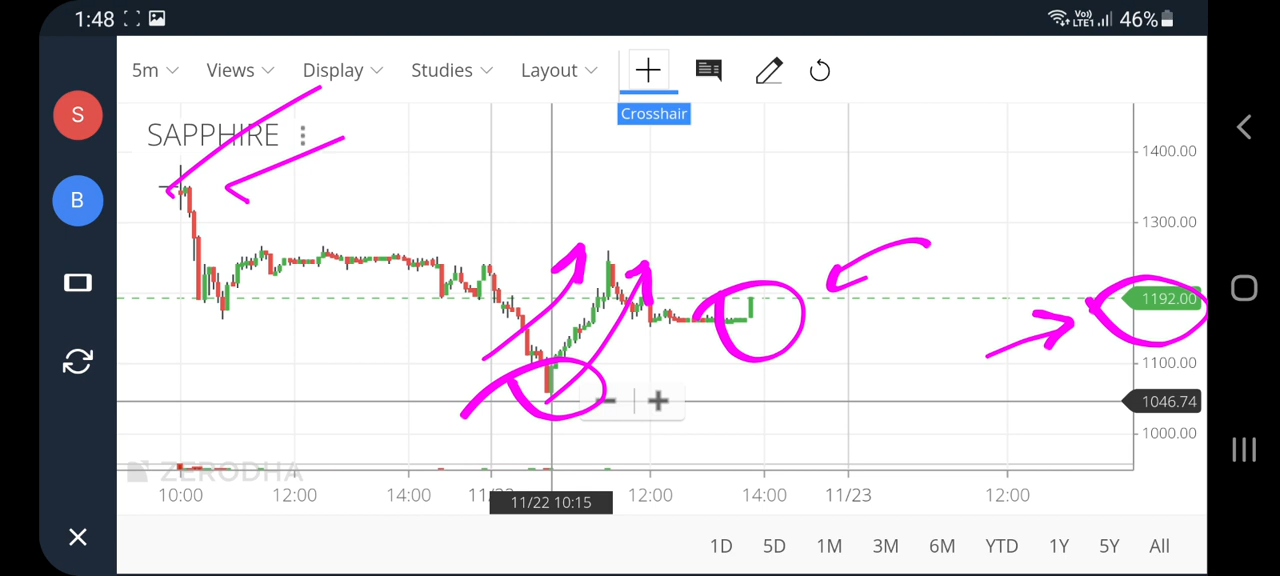 1:48 Vo) LTE1 46%
5m Views Display Studies Layout
Crosshair
S
SAPPHIRE
B
1400.00
1300.00
1192.00
1100.00
1046.74
1000.00
ZERODHA
10:00 12:00 14:00 11/22 10:15 12:00 14:00 11/23 12:00
1D 5D 1M 3M 6M YTD 1Y 5Y All